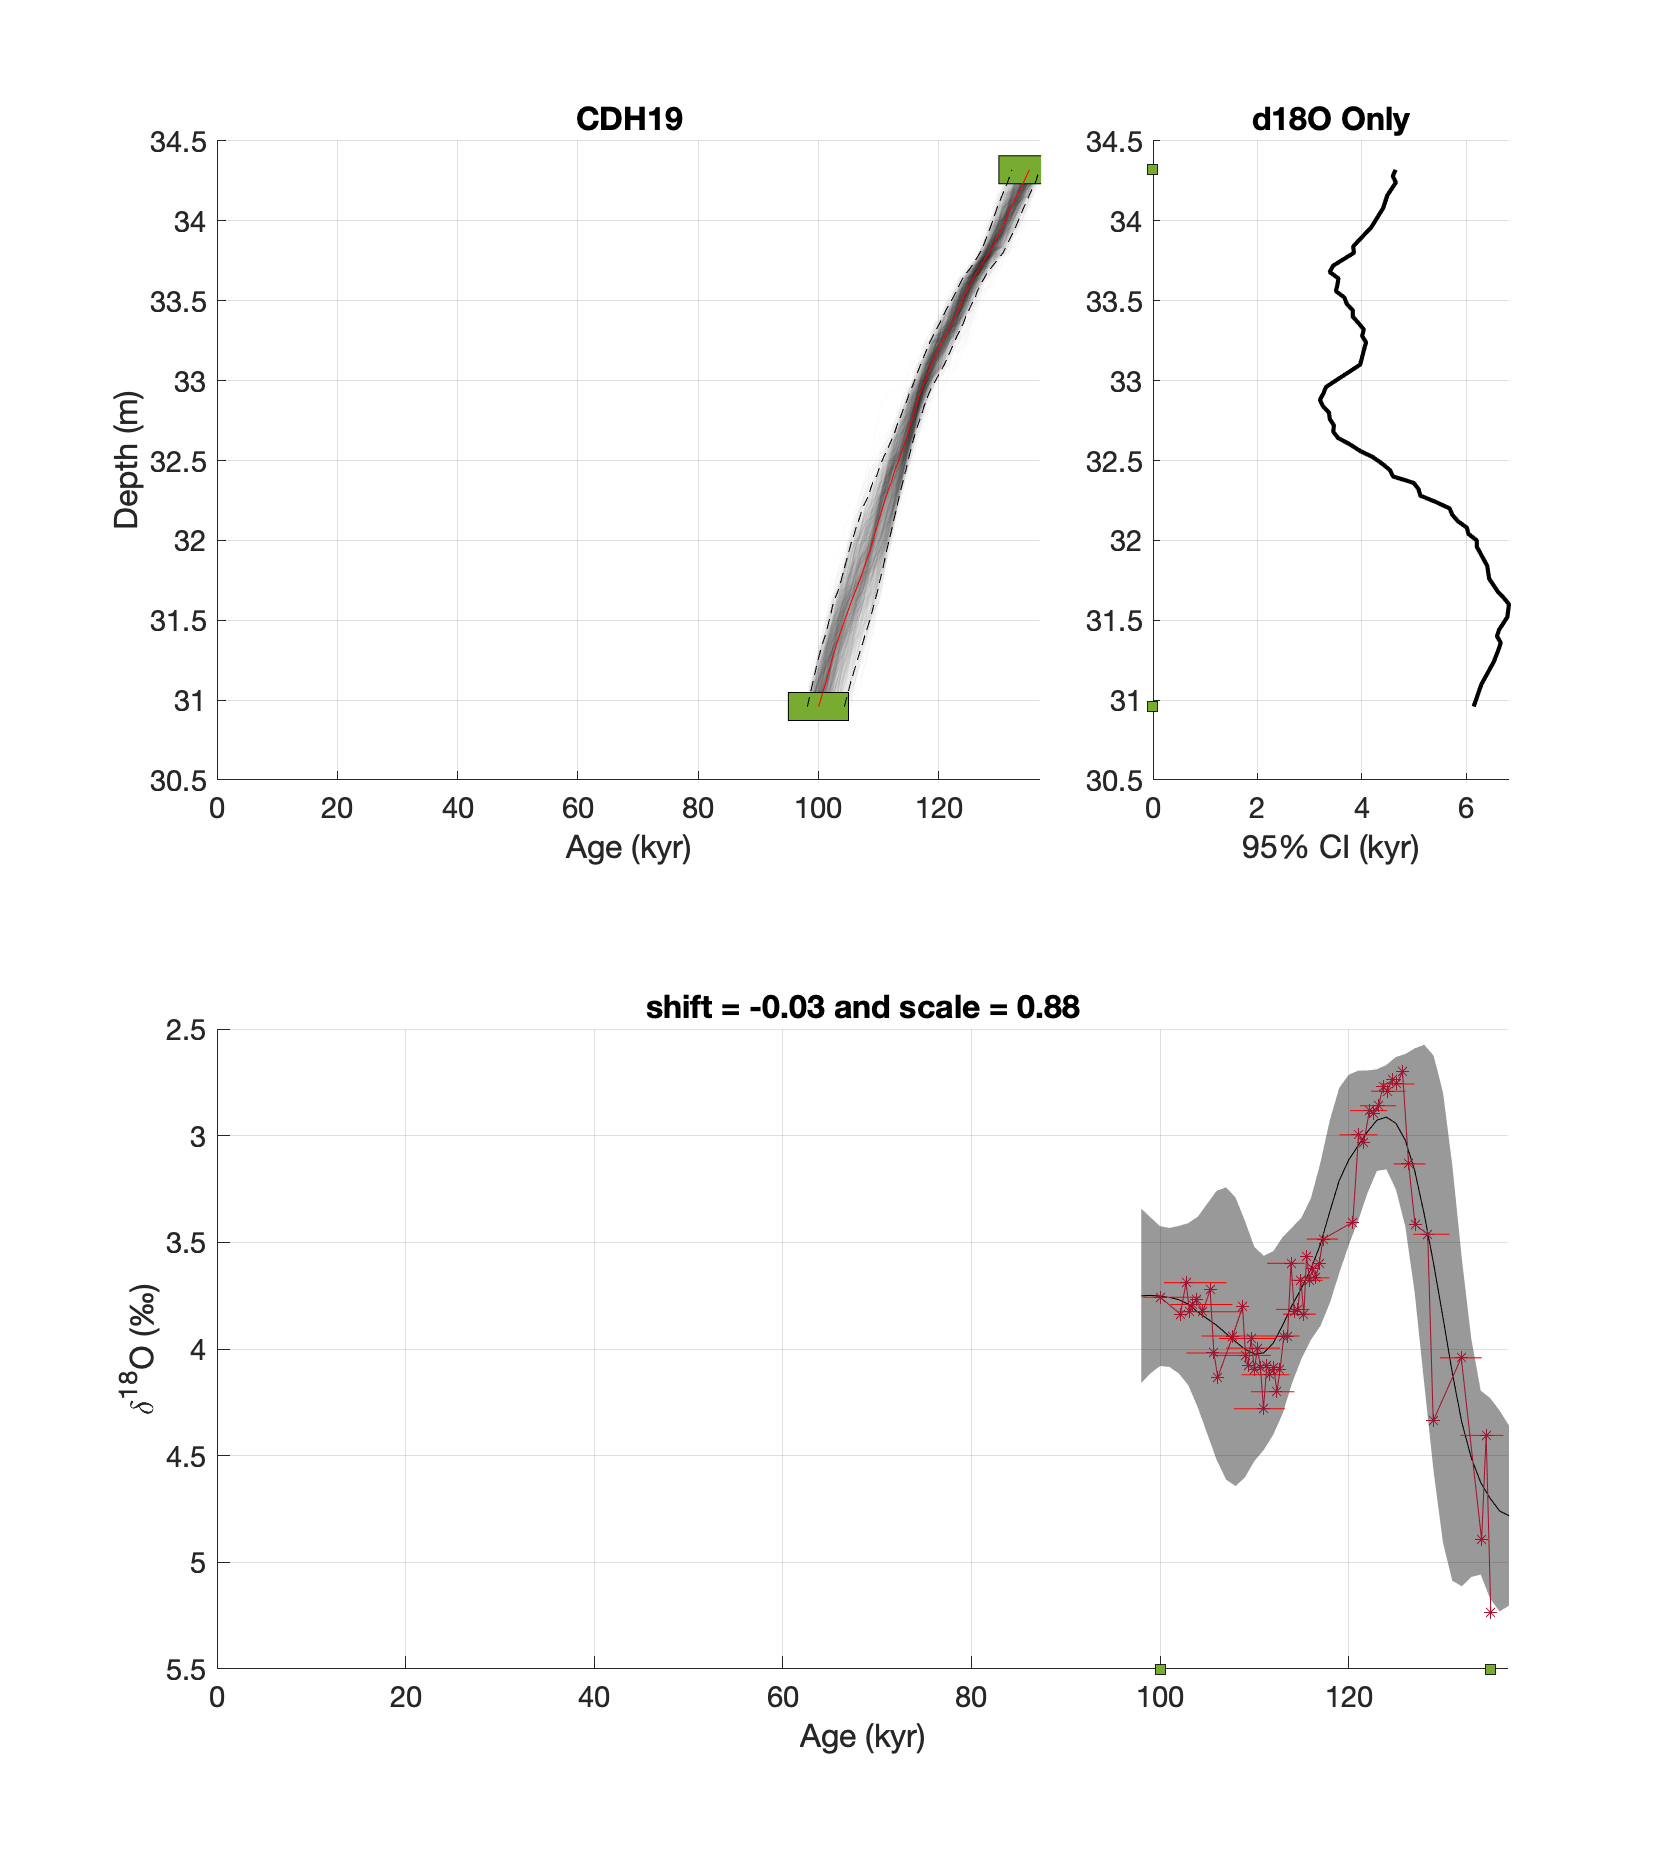 CDH19
34.5
34
33.5
33
32.5
32
31.5
31
30.5
0 20 40 60 80 100 120
Depth (m)
Age (kyr)
d18O Only
34.5
34
33.5
33
32.5
32
31.5
31
30.5
0 2 4 6
95% CI (kyr)
shift = -0.03 and scale = 0.88
2.5
3
3.5
4
4.5
5
5.5
0 20 40 60 80 100 120
δ¹⁸O (‰)
Age (kyr)